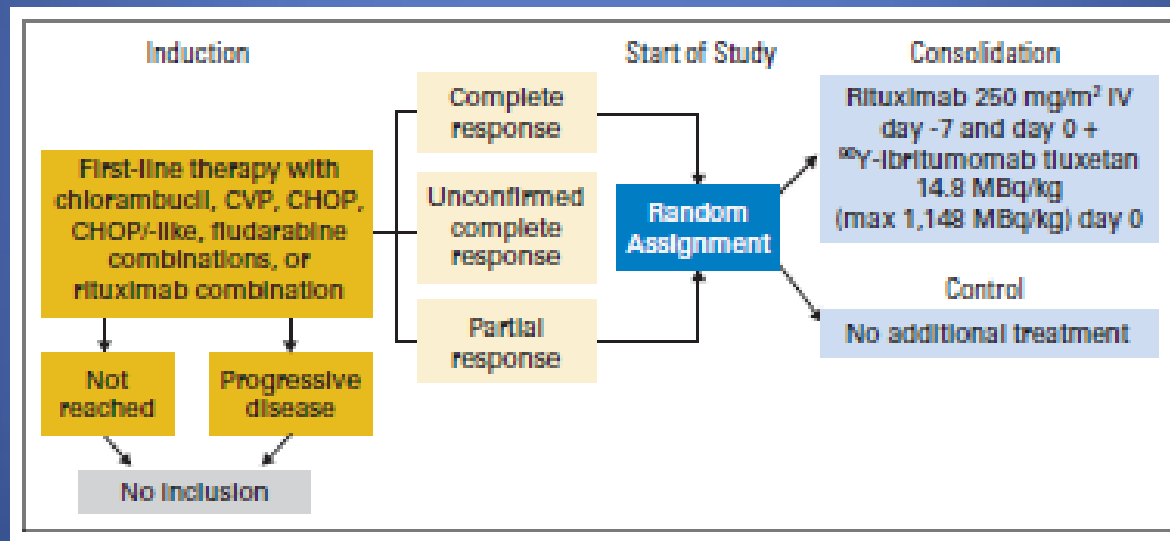 Induction
Start of Study
Consolidation
First-line therapy with
chlorambucil, CVP, CHOP,
CHOP/-like, fludarabine
combinations, or
rituximab combination
Not
reached
Progressive
disease
No inclusion
Complete
response
Unconfirmed
complete
response
Partial
response
Random
Assignment
Rituximab 250 mg/m² IV
day -7 and day 0 +
⁹⁰Y-ibritumomab tiuxetan
14.8 MBq/kg
(max 1,148 MBq/kg) day 0
Control
No additional treatment